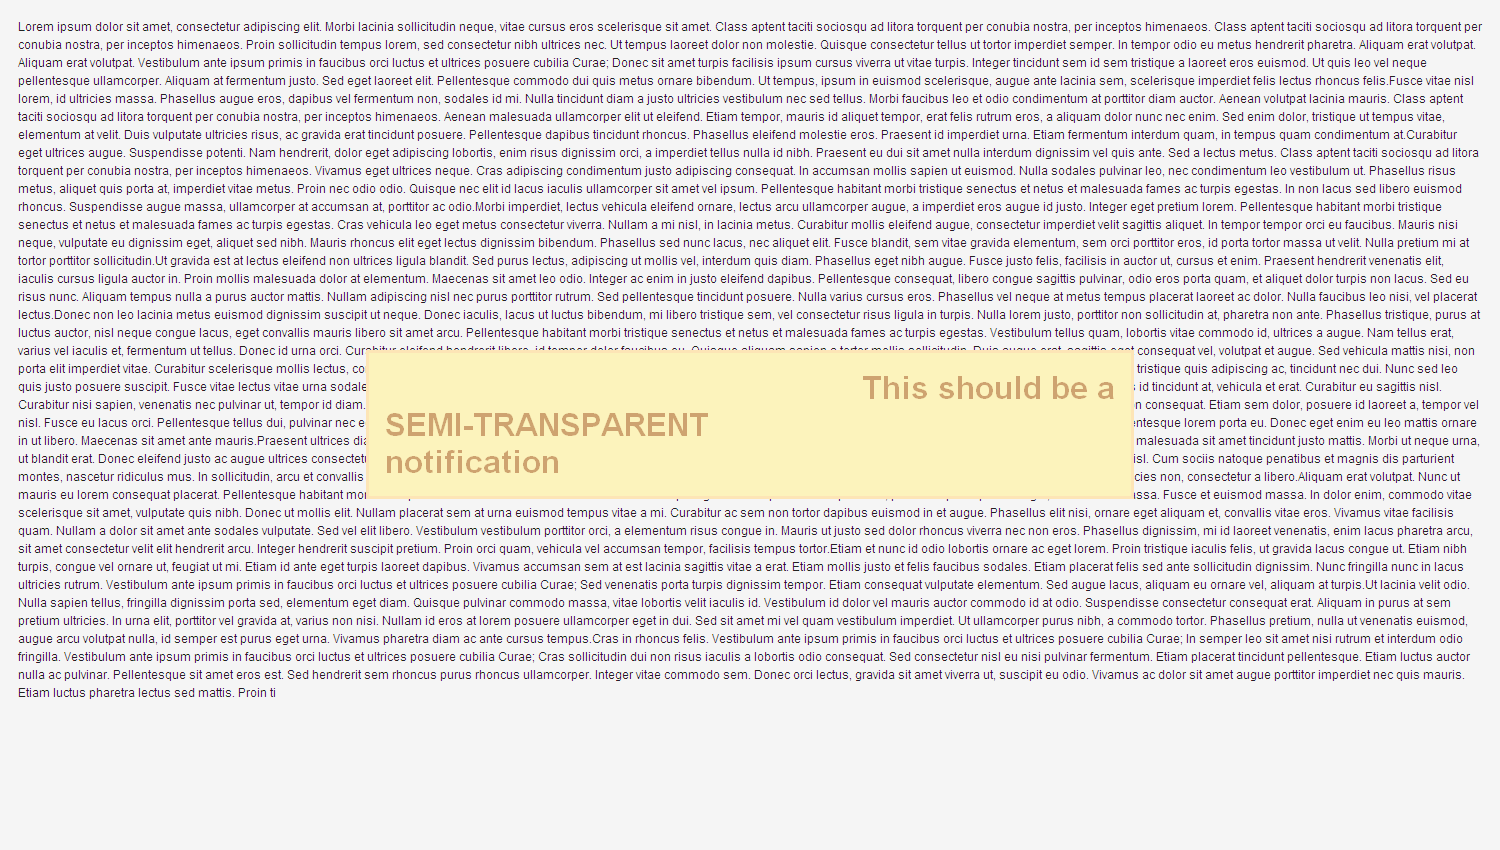 Lorem ipsum dolor sit amet, consectetur adipiscing elit. Morbi lacinia sollicitudin neque, vitae cursus eros scelerisque sit amet. Class aptent taciti sociosqu ad litora torquent per conubia nostra, per inceptos himenaeos. Class aptent taciti sociosqu ad litora torquent per
conubia nostra, per inceptos himenaeos. Proin sollicitudin tempus lorem, sed consectetur nibh ultrices nec. Ut tempus laoreet dolor non molestie. Quisque consectetur tellus ut tortor imperdiet semper. In tempor odio eu metus hendrerit pharetra. Aliquam erat volutpat.
Aliquam erat volutpat. Vestibulum ante ipsum primis in faucibus orci luctus et ultrices posuere cubilia Curae; Donec sit amet turpis facilisis ipsum cursus viverra ut vitae turpis. Integer tincidunt sem id sem tristique a laoreet eros euismod. Ut quis leo vel neque
pellentesque ullamcorper. Aliquam at fermentum justo. Sed eget laoreet elit. Pellentesque commodo dui quis metus ornare bibendum. Ut tempus, ipsum in euismod scelerisque, augue ante lacinia sem, scelerisque imperdiet felis lectus rhoncus felis.Fusce vitae nisl
lorem, id ultricies massa. Phasellus augue eros, dapibus vel fermentum non, sodales id mi. Nulla tincidunt diam a justo ultricies vestibulum nec sed tellus. Morbi faucibus leo et odio condimentum at porttitor diam auctor. Aenean volutpat lacinia mauris. Class aptent
taciti sociosqu ad litora torquent per conubia nostra, per inceptos himenaeos. Aenean malesuada ullamcorper elit ut eleifend. Etiam tempor, mauris id aliquet tempor, erat felis rutrum eros, a aliquam dolor nunc nec enim. Sed enim dolor, tristique ut tempus vitae,
elementum at velit. Duis vulputate ultricies risus, ac gravida erat tincidunt posuere. Pellentesque dapibus tincidunt rhoncus. Phasellus eleifend molestie eros. Praesent id imperdiet urna. Etiam fermentum interdum quam, in tempus quam condimentum at.Curabitur
eget ultrices augue. Suspendisse potenti. Nam hendrerit, dolor eget adipiscing lobortis, enim risus dignissim orci, a imperdiet tellus nulla id nibh. Praesent eu dui sit amet nulla interdum dignissim vel quis ante. Sed a lectus metus. Class aptent taciti sociosqu ad litora
torquent per conubia nostra, per inceptos himenaeos. Vivamus eget ultrices neque. Cras adipiscing condimentum justo adipiscing consequat. In accumsan mollis sapien ut euismod. Nulla sodales pulvinar leo, nec condimentum leo vestibulum ut. Phasellus risus
metus, aliquet quis porta at, imperdiet vitae metus. Proin nec odio odio. Quisque nec elit id lacus iaculis ullamcorper sit amet vel ipsum. Pellentesque habitant morbi tristique senectus et netus et malesuada fames ac turpis egestas. In non lacus sed libero euismod
rhoncus. Suspendisse augue massa, ullamcorper at accumsan at, porttitor ac odio.Morbi imperdiet, lectus vehicula eleifend ornare, lectus arcu ullamcorper augue, a imperdiet eros augue id justo. Integer eget pretium lorem. Pellentesque habitant morbi tristique
senectus et netus et malesuada fames ac turpis egestas. Cras vehicula leo eget metus consectetur viverra. Nullam a mi nisl, in lacinia metus. Curabitur mollis eleifend augue, consectetur imperdiet velit sagittis aliquet. In tempor tempor orci eu faucibus. Mauris nisi
neque, vulputate eu dignissim eget, aliquet sed nibh. Mauris rhoncus elit eget lectus dignissim bibendum. Phasellus sed nunc lacus, nec aliquet elit. Fusce blandit, sem vitae gravida elementum, sem orci porttitor eros, id porta tortor massa ut velit. Nulla pretium mi at
tortor porttitor sollicitudin.Ut gravida est at lectus eleifend non ultrices ligula blandit. Sed purus lectus, adipiscing ut mollis vel, interdum quis diam. Phasellus eget nibh augue. Fusce justo felis, facilisis in auctor ut, cursus et enim. Praesent hendrerit venenatis elit,
iaculis cursus ligula auctor in. Proin mollis malesuada dolor at elementum. Maecenas sit amet leo odio. Integer ac enim in justo eleifend dapibus. Pellentesque consequat, libero congue sagittis pulvinar, odio eros porta quam, et aliquet dolor turpis non lacus. Sed eu
risus nunc. Aliquam tempus nulla a purus auctor mattis. Nullam adipiscing nisl nec purus porttitor rutrum. Sed pellentesque tincidunt posuere. Nulla varius cursus eros. Phasellus vel neque at metus tempus placerat laoreet ac dolor. Nulla faucibus leo nisi, vel placerat
lectus.Donec non leo lacinia metus euismod dignissim suscipit ut neque. Donec iaculis, lacus ut luctus bibendum, mi libero tristique sem, vel consectetur risus ligula in turpis. Nulla lorem justo, porttitor non sollicitudin at, pharetra non ante. Phasellus tristique, purus at
luctus auctor, nisl neque congue lacus, eget convallis mauris libero sit amet arcu. Pellentesque habitant morbi tristique senectus et netus et malesuada fames ac turpis egestas. Vestibulum tellus quam, lobortis vitae commodo id, ultrices a augue. Nam tellus erat,
varius vel iaculis et, fermentum ut tellus. Donec id urna orci. Curabitur eleifend hendrerit libero, id tempor dolor faucibus eu. Quisque aliquam sapien a tortor mollis sollicitudin. Duis augue erat, sagittis eget consequat vel, volutpat et augue. Sed vehicula mattis nisi, non
porta elit imperdiet vitae. Curabitur scelerisque mollis lectus, tristique quis adipiscing ac, tincidunt nec dui. Nunc sed leo
quis justo posuere suscipit. Fusce vitae lectus vitae urna id tincidunt at, vehicula et erat. Curabitur eu sagittis nisl.
Curabitur nisi sapien, venenatis nec pulvinar ut, tempor id diam. consequat. Etiam sem dolor, posuere id laoreet a, tempor vel
nisl. Fusce eu lacus orci. Pellentesque tellus dui, pulvinar nec lorem porta eu. Donec eget enim eu leo mattis ornare
in ut libero. Maecenas sit amet ante mauris.Praesent ultrices malesuada sit amet tincidunt justo mattis. Morbi ut neque urna,
ut blandit erat. Donec eleifend justo ac augue ultrices Cum sociis natoque penatibus et magnis dis parturient
montes, nascetur ridiculus mus. In sollicitudin, arcu et convallis non, consectetur a libero.Aliquam erat volutpat. Nunc ut
mauris eu lorem consequat placerat. Pellentesque habitant Fusce et euismod massa. In dolor enim, commodo vitae
This should be a
SEMI-TRANSPARENT
notification
scelerisque sit amet, vulputate quis nibh. Donec ut mollis elit. Nullam placerat sem at urna euismod tempus vitae a mi. Curabitur ac sem non tortor dapibus euismod in et augue. Phasellus elit nisi, ornare eget aliquam et, convallis vitae eros. Vivamus vitae facilisis
quam. Nullam a dolor sit amet ante sodales vulputate. Sed vel elit libero. Vestibulum vestibulum porttitor orci, a elementum risus congue in. Mauris ut justo sed dolor rhoncus viverra nec non eros. Phasellus dignissim, mi id laoreet venenatis, enim lacus pharetra arcu,
sit amet consectetur velit elit hendrerit arcu. Integer hendrerit suscipit pretium. Proin orci quam, vehicula vel accumsan tempor, facilisis tempus tortor.Etiam et nunc id odio lobortis ornare ac eget lorem. Proin tristique iaculis felis, ut gravida lacus congue ut. Etiam nibh
turpis, congue vel ornare ut, feugiat ut mi. Etiam id ante eget turpis laoreet dapibus. Vivamus accumsan sem at est lacinia sagittis vitae a erat. Etiam mollis justo et felis faucibus sodales. Etiam placerat felis sed ante sollicitudin dignissim. Nunc fringilla nunc in lacus
ultricies rutrum. Vestibulum ante ipsum primis in faucibus orci luctus et ultrices posuere cubilia Curae; Sed venenatis porta turpis dignissim tempor. Etiam consequat vulputate elementum. Sed augue lacus, aliquam eu ornare vel, aliquam at turpis.Ut lacinia velit odio.
Nulla sapien tellus, fringilla dignissim porta sed, elementum eget diam. Quisque pulvinar commodo massa, vitae lobortis velit iaculis id. Vestibulum id dolor vel mauris auctor commodo id at odio. Suspendisse consectetur consequat erat. Aliquam in purus at sem
pretium ultricies. In urna elit, porttitor vel gravida at, varius non nisi. Nullam id eros at lorem posuere ullamcorper eget in dui. Sed sit amet mi vel quam vestibulum imperdiet. Ut ullamcorper purus nibh, a commodo tortor. Phasellus pretium, nulla ut venenatis euismod,
augue arcu volutpat nulla, id semper est purus eget urna. Vivamus pharetra diam ac ante cursus tempus.Cras in rhoncus felis. Vestibulum ante ipsum primis in faucibus orci luctus et ultrices posuere cubilia Curae; In semper leo sit amet nisi rutrum et interdum odio
fringilla. Vestibulum ante ipsum primis in faucibus orci luctus et ultrices posuere cubilia Curae; Cras sollicitudin dui non risus iaculis a lobortis odio consequat. Sed consectetur nisl eu nisi pulvinar fermentum. Etiam placerat tincidunt pellentesque. Etiam luctus auctor
nulla ac pulvinar. Pellentesque sit amet eros est. Sed hendrerit sem rhoncus purus rhoncus ullamcorper. Integer vitae commodo sem. Donec orci lectus, gravida sit amet viverra ut, suscipit eu odio. Vivamus ac dolor sit amet augue porttitor imperdiet nec quis mauris.
Etiam luctus pharetra lectus sed mattis. Proin ti